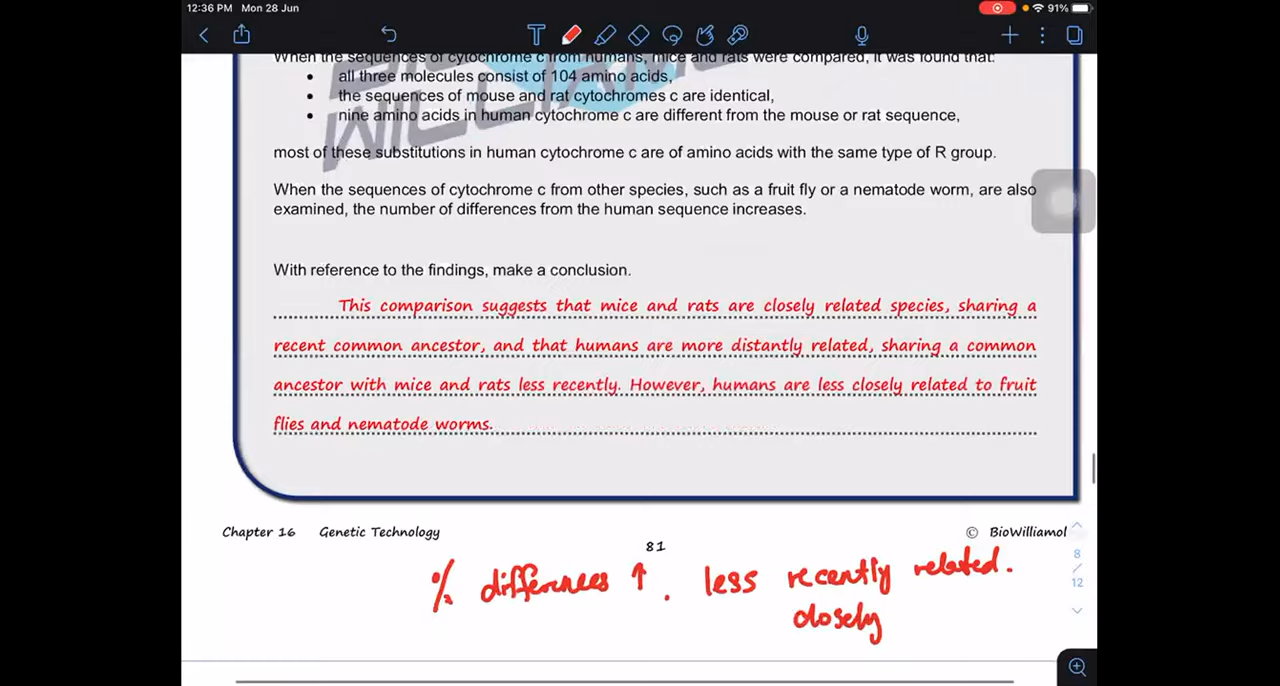 12:36 PM Mon 28 Jun
91%
When the sequences of cytochrome c from humans, mice and rats were compared, it was found that:
• all three molecules consist of 104 amino acids,
• the sequences of mouse and rat cytochromes c are identical,
• nine amino acids in human cytochrome c are different from the mouse or rat sequence,
most of these substitutions in human cytochrome c are of amino acids with the same type of R group.
When the sequences of cytochrome c from other species, such as a fruit fly or a nematode worm, are also
examined, the number of differences from the human sequence increases.
With reference to the findings, make a conclusion.
This comparison suggests that mice and rats are closely related species, sharing a
recent common ancestor, and that humans are more distantly related, sharing a common
ancestor with mice and rats less recently. However, humans are less closely related to fruit
flies and nematode worms.
Chapter 16 Genetic Technology
© BioWilliamol
81
8
/
12
% differences ↑. less recently related.
closely